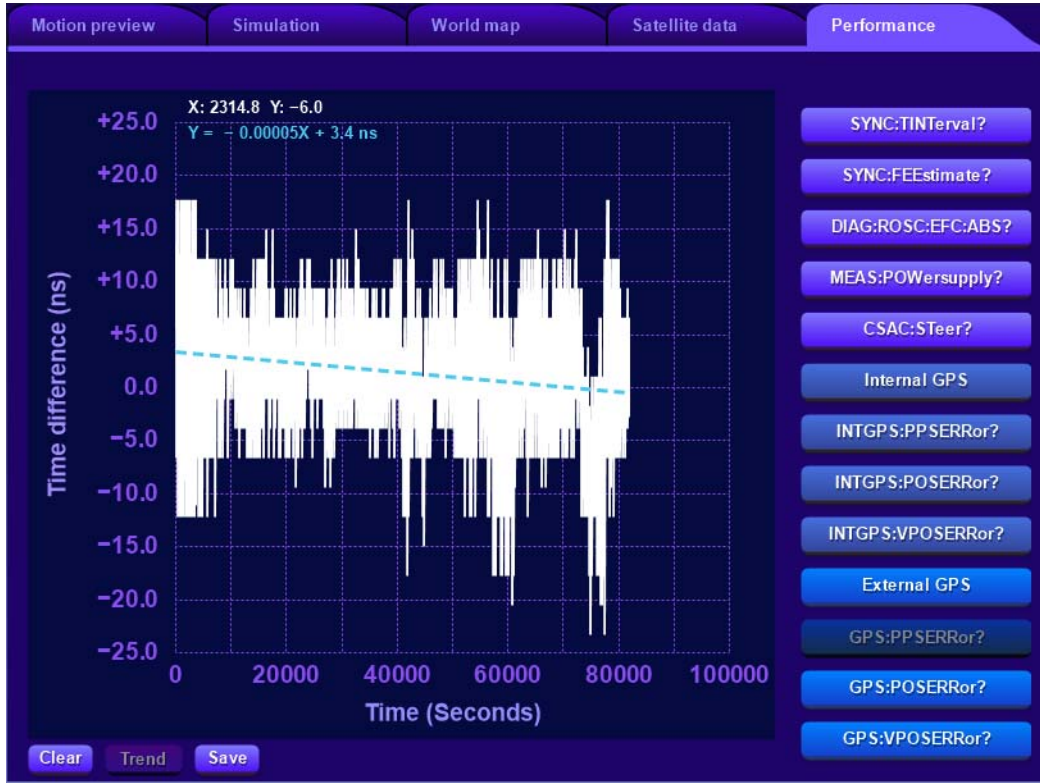 Motion preview Simulation World map Satellite data Performance
X: 2314.8 Y: −6.0
Y = − 0.00005X + 3.4 ns
+25.0
+20.0
+15.0
+10.0
+5.0
0.0
−5.0
−10.0
−15.0
−20.0
−25.0
Time difference (ns)
0 20000 40000 60000 80000 100000
Time (Seconds)
Clear Trend Save
SYNC:TINTerval?
SYNC:FEEstimate?
DIAG:ROSC:EFC:ABS?
MEAS:POWersupply?
CSAC:STeer?
Internal GPS
INTGPS:PPSERRor?
INTGPS:POSERRor?
INTGPS:VPOSERRor?
External GPS
GPS:PPSERRor?
GPS:POSERRor?
GPS:VPOSERRor?